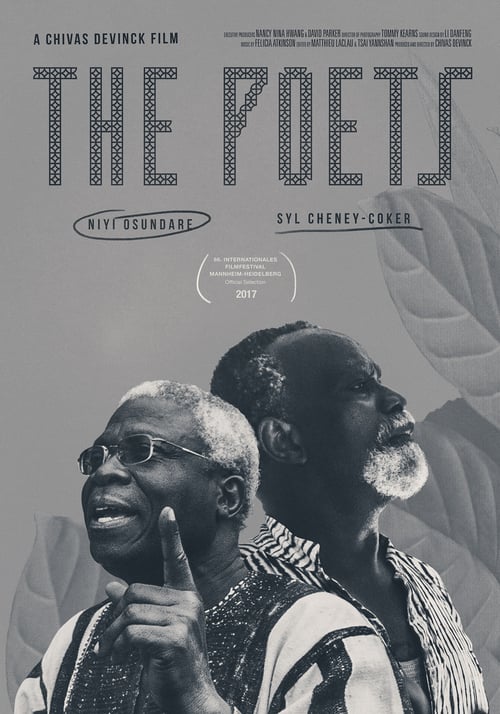 A CHIVAS DEVINCK FILM
EXECUTIVE PRODUCERS NANCY NINA HWANG & DAVID PARKER DIRECTOR OF PHOTOGRAPHY TOMMY KEARNS SOUND DESIGN BY LI DANFENG
MUSIC BY FELICIA ATKINSON EDITED BY MATTHIEU LACLAU & TSAI YANNSHAN PRODUCED AND DIRECTED BY CHIVAS DEVINCK
THE POETS
NIYI OSUNDARE
SYL CHENEY-COKER
66. INTERNATIONALES
FILMFESTIVAL
MANNHEIM-HEIDELBERG
Official Selection
2017